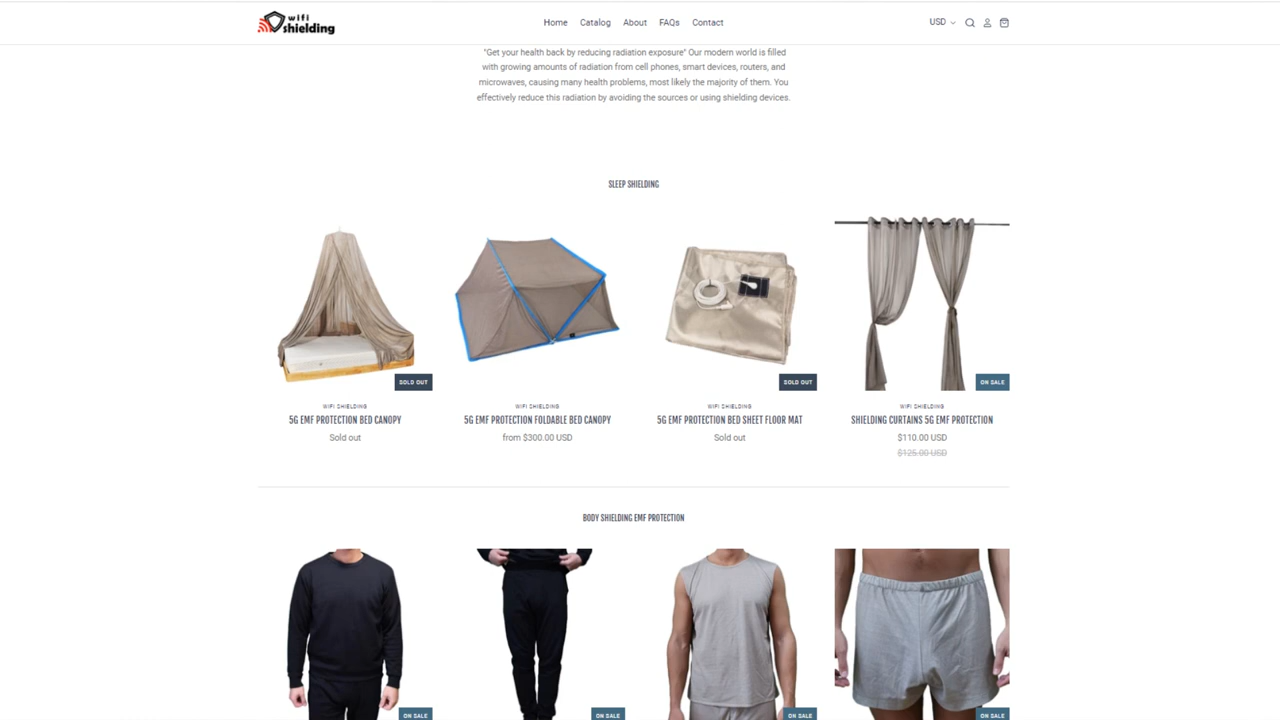 wifi
shielding
Home Catalog About FAQs Contact
USD
"Get your health back by reducing radiation exposure" Our modern world is filled
with growing amounts of radiation from cell phones, smart devices, routers, and
microwaves, causing many health problems, most likely the majority of them. You
effectively reduce this radiation by avoiding the sources or using shielding devices.
SLEEP SHIELDING
SOLD OUT
SOLD OUT
ON SALE
WIFI SHIELDING
WIFI SHIELDING
WIFI SHIELDING
WIFI SHIELDING
5G EMF PROTECTION BED CANOPY
5G EMF PROTECTION FOLDABLE BED CANOPY
5G EMF PROTECTION BED SHEET FLOOR MAT
SHIELDING CURTAINS 5G EMF PROTECTION
Sold out
from $300.00 USD
Sold out
$110.00 USD
$125.00 USD
BODY SHIELDING EMF PROTECTION
ON SALE
ON SALE
ON SALE
ON SALE